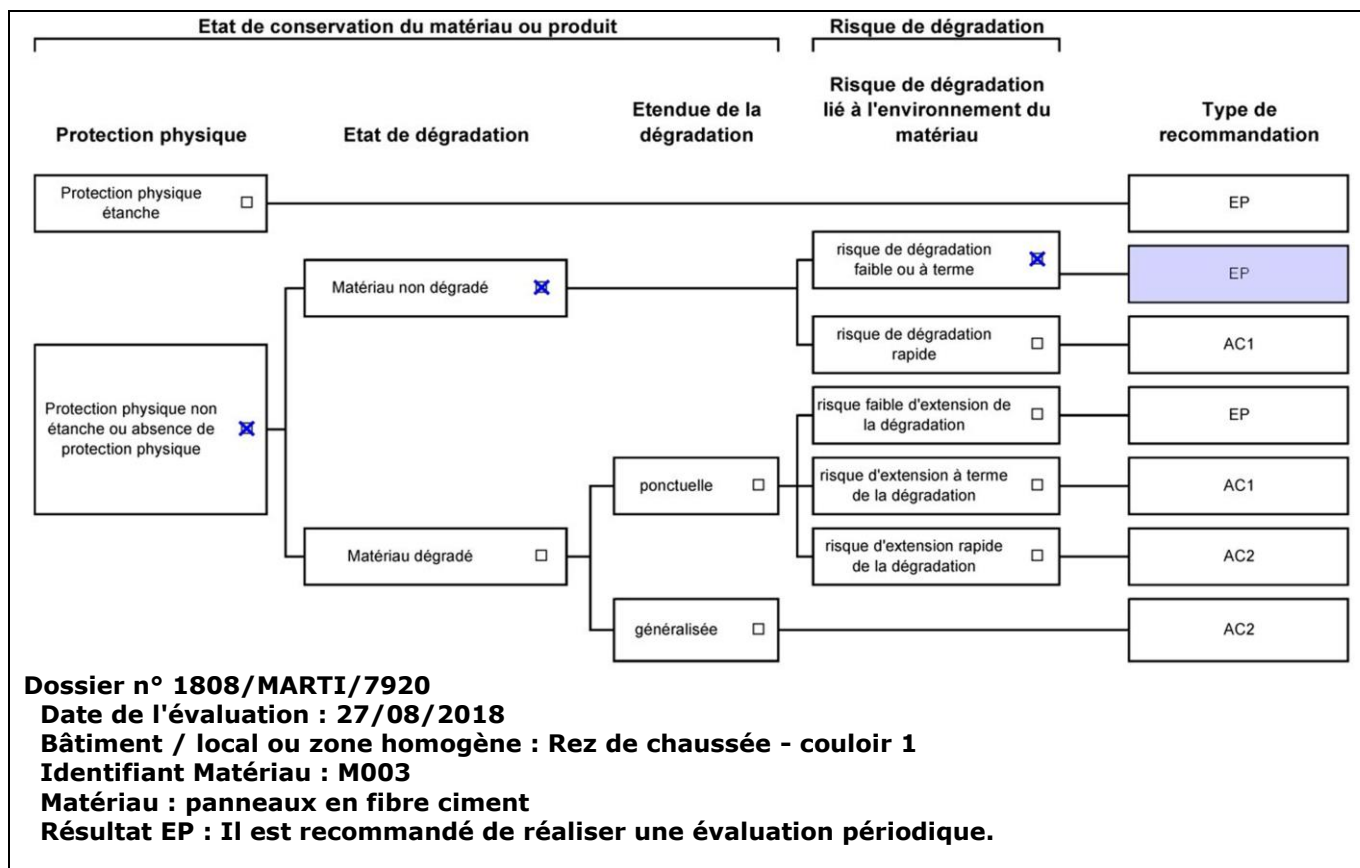 Etat de conservation du matériau ou produit
Risque de dégradation
Protection physique
Etat de dégradation
Etendue de la
dégradation
Risque de dégradation
lié à l'environnement du
matériau
Type de
recommandation
Protection physique
étanche
EP
Matériau non dégradé
risque de dégradation
faible ou à terme
EP
risque de dégradation
rapide
AC1
Protection physique non
étanche ou absence de
protection physique
risque faible d'extension de
la dégradation
EP
ponctuelle
risque d'extension à terme
de la dégradation
AC1
Matériau dégradé
risque d'extension rapide
de la dégradation
AC2
généralisée
AC2
Dossier n° 1808/MARTI/7920
Date de l'évaluation : 27/08/2018
Bâtiment / local ou zone homogène : Rez de chaussée - couloir 1
Identifiant Matériau : M003
Matériau : panneaux en fibre ciment
Résultat EP : Il est recommandé de réaliser une évaluation périodique.